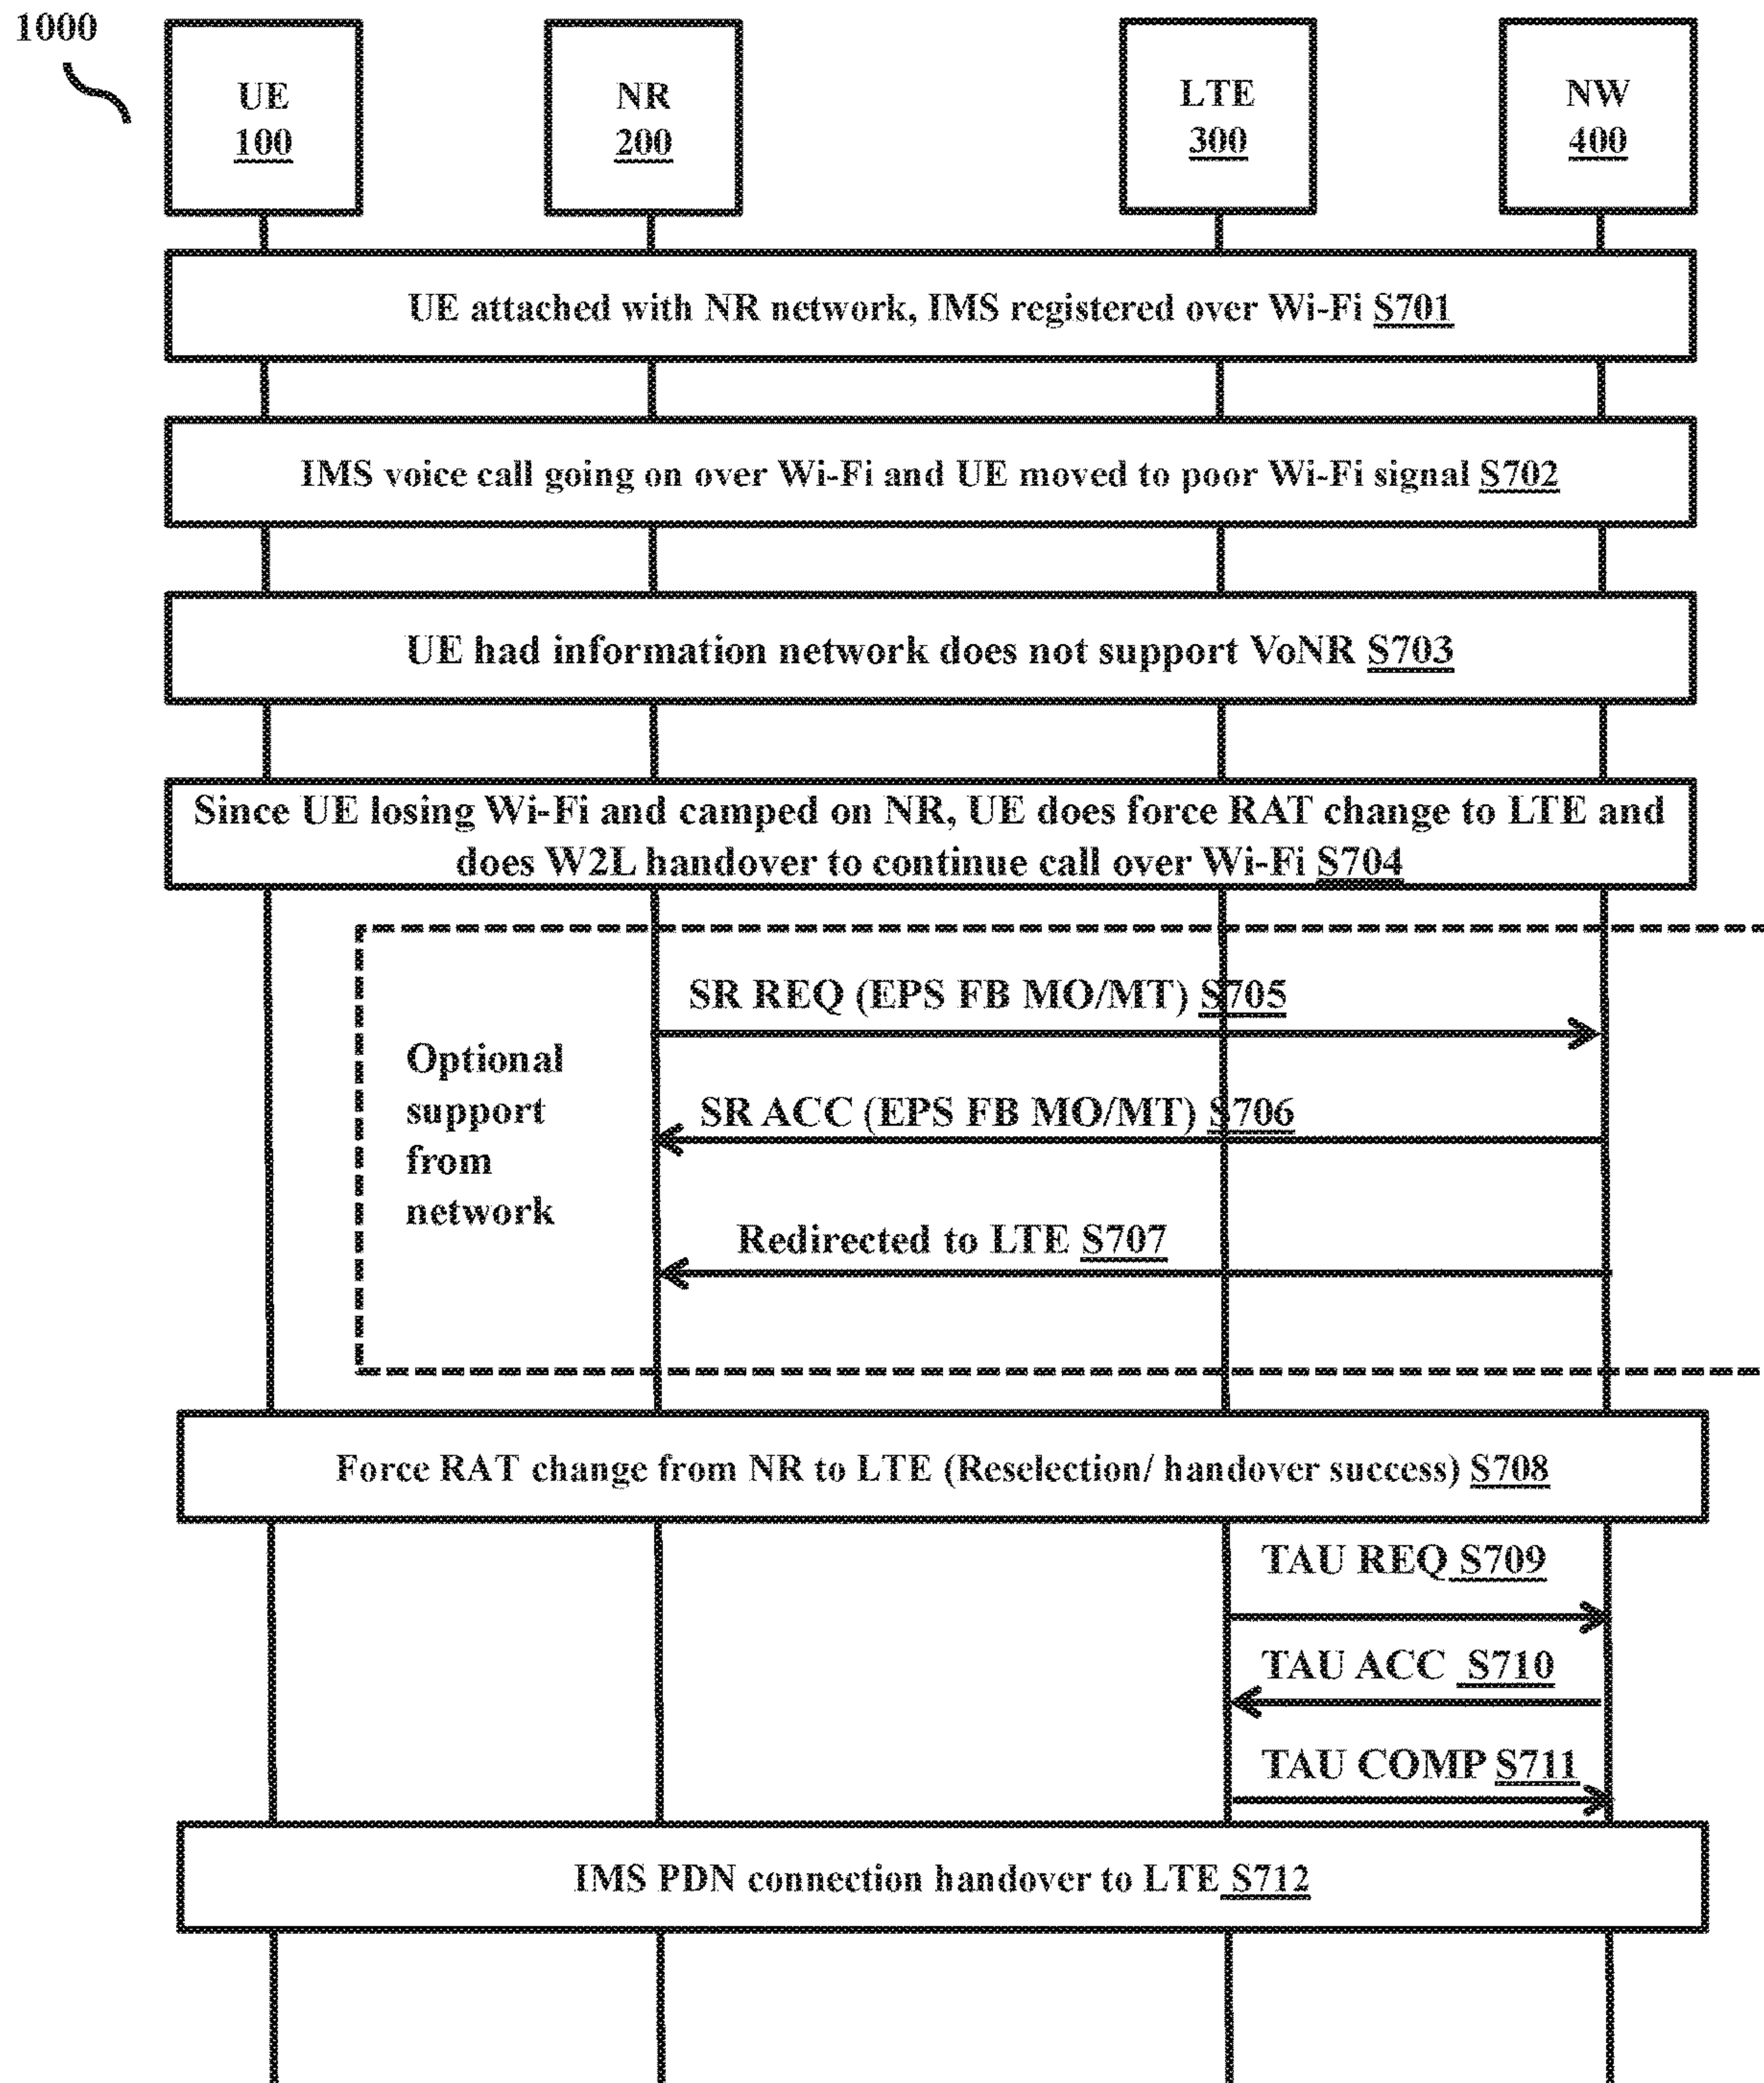 1000
UE
100
NR
200
LTE
300
NW
400
UE attached with NR network, IMS registered over Wi-Fi S701
IMS voice call going on over Wi-Fi and UE moved to poor Wi-Fi signal S702
UE had information network does not support VoNR S703
Since UE losing Wi-Fi and camped on NR, UE does force RAT change to LTE and
does W2L handover to continue call over Wi-Fi S704
SR REQ (EPS FB MO/MT) S705
Optional
support
from
network
SR ACC (EPS FB MO/MT) S706
Redirected to LTE S707
Force RAT change from NR to LTE (Reselection/ handover success) S708
TAU REQ S709
TAU ACC S710
TAU COMP S711
IMS PDN connection handover to LTE S712